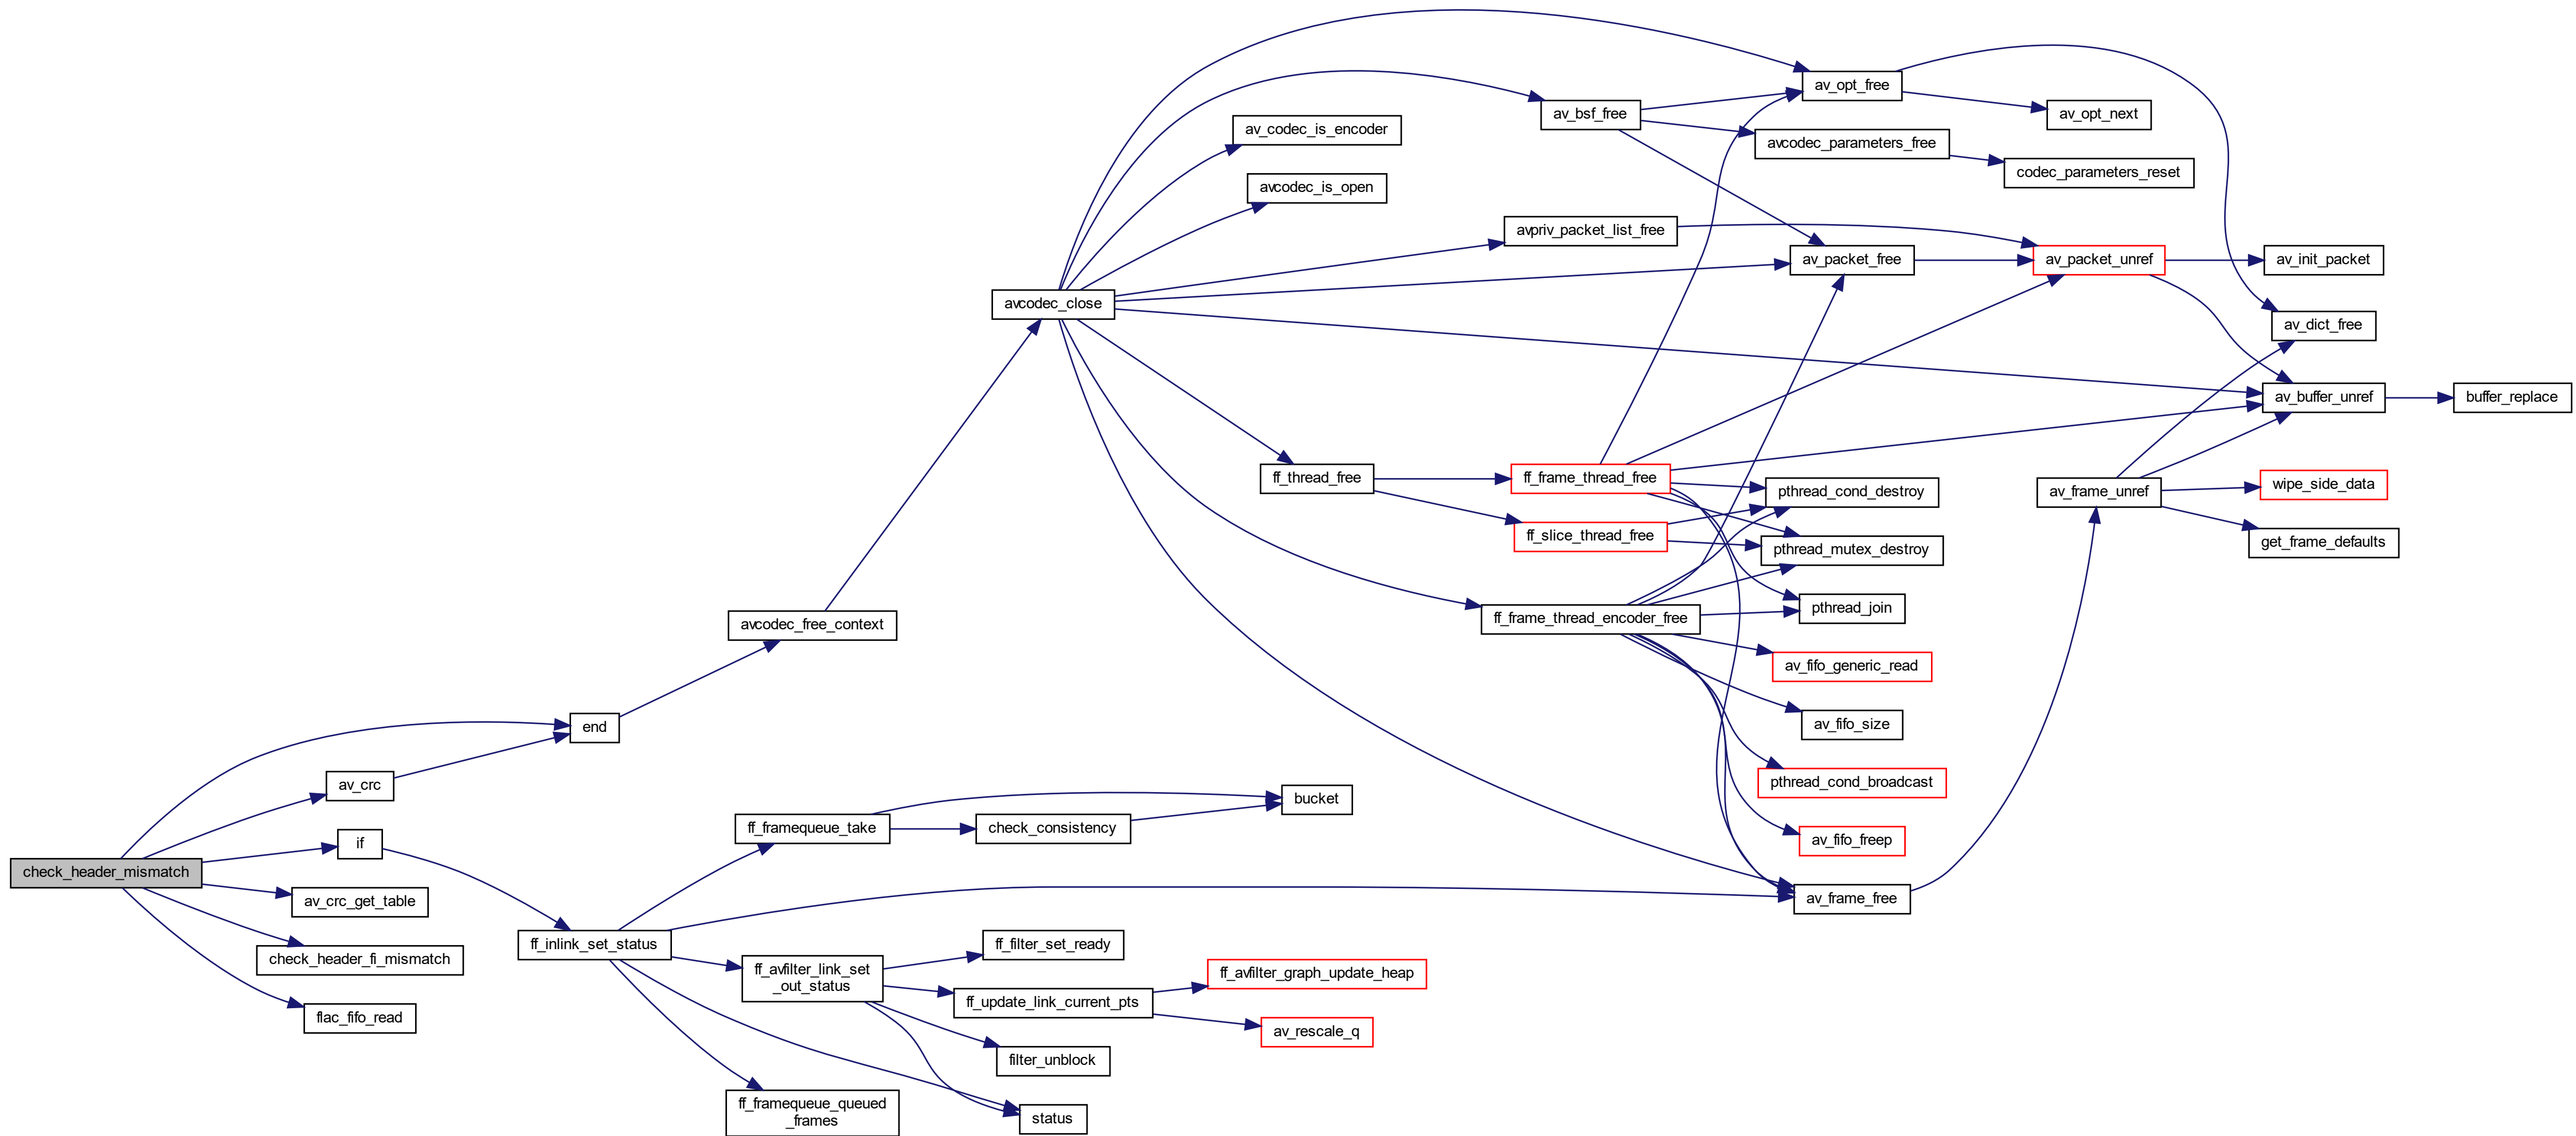 check_header_mismatch
end
av_crc
if
av_crc_get_table
check_header_fi_mismatch
flac_fifo_read
avcodec_free_context
ff_inlink_set_status
ff_framequeue_take
ff_avfilter_link_set
_out_status
ff_framequeue_queued
_frames
avcodec_close
check_consistency
bucket
ff_filter_set_ready
ff_update_link_current_pts
filter_unblock
status
ff_avfilter_graph_update_heap
av_rescale_q
av_codec_is_encoder
avcodec_is_open
ff_thread_free
av_bsf_free
avpriv_packet_list_free
ff_frame_thread_free
ff_slice_thread_free
ff_frame_thread_encoder_free
av_opt_free
avcodec_parameters_free
av_packet_free
pthread_cond_destroy
pthread_mutex_destroy
pthread_join
av_fifo_generic_read
av_fifo_size
pthread_cond_broadcast
av_fifo_freep
av_frame_free
av_opt_next
codec_parameters_reset
av_packet_unref
av_frame_unref
av_init_packet
av_dict_free
av_buffer_unref
wipe_side_data
get_frame_defaults
buffer_replace